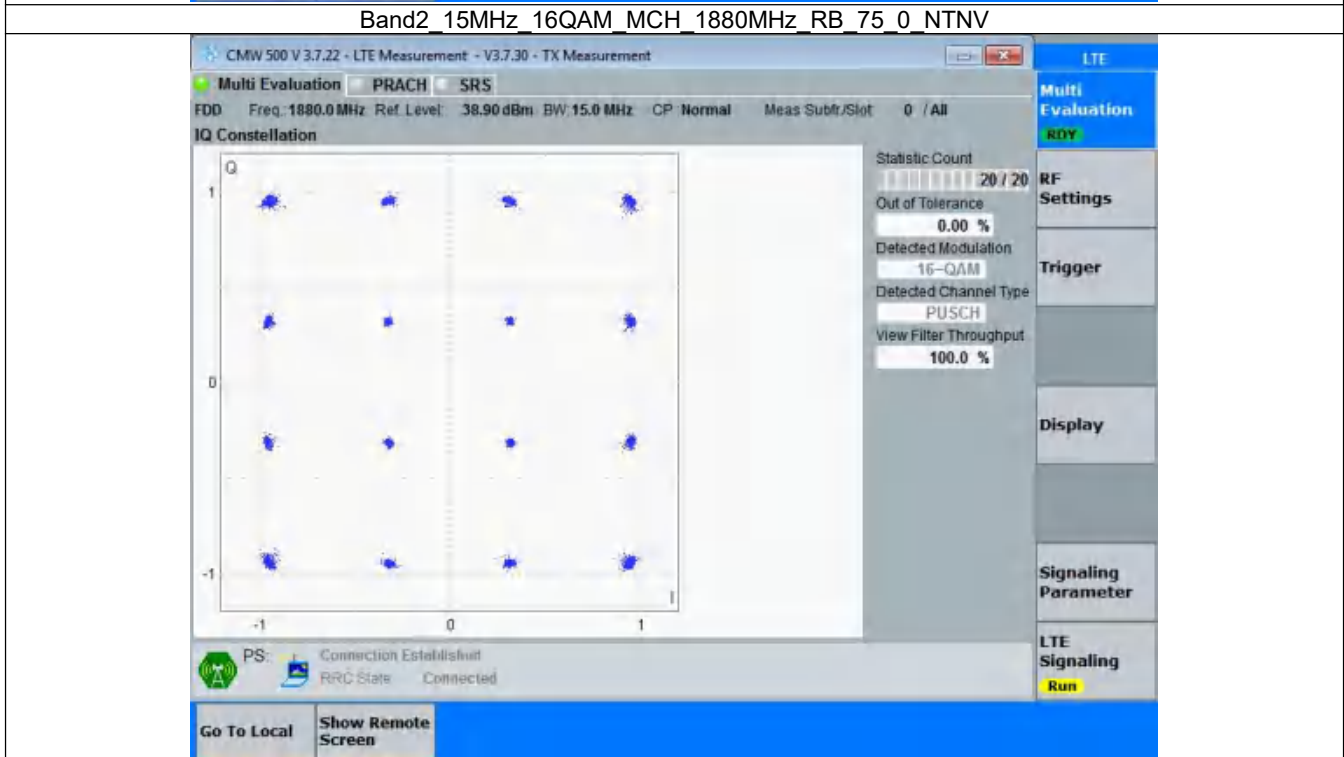 Band2_15MHz_16QAM_MCH_1880MHz_RB_75_0_NTNV
CMW 500 V 3.7.22 - LTE Measurement - V3.7.30 - TX Measurement
LTE
Multi Evaluation PRACH SRS
FDD Freq.: 1880.0 MHz Ref. Level: 38.90 dBm BW: 15.0 MHz CP: Normal Meas Subfr./Slot: 0 / All
IQ Constellation
Multi
Evaluation
RDY
Q
1
0
-1
-1
0
1
I
Statistic Count
20 / 20
Out of Tolerance
0.00 %
Detected Modulation
16-QAM
Detected Channel Type
PUSCH
View Filter Throughput
100.0 %
RF
Settings
Trigger
Display
Signaling
Parameter
LTE
Signaling
Run
PS: Connection Established
RRC State Connected
Go To Local
Show Remote
Screen